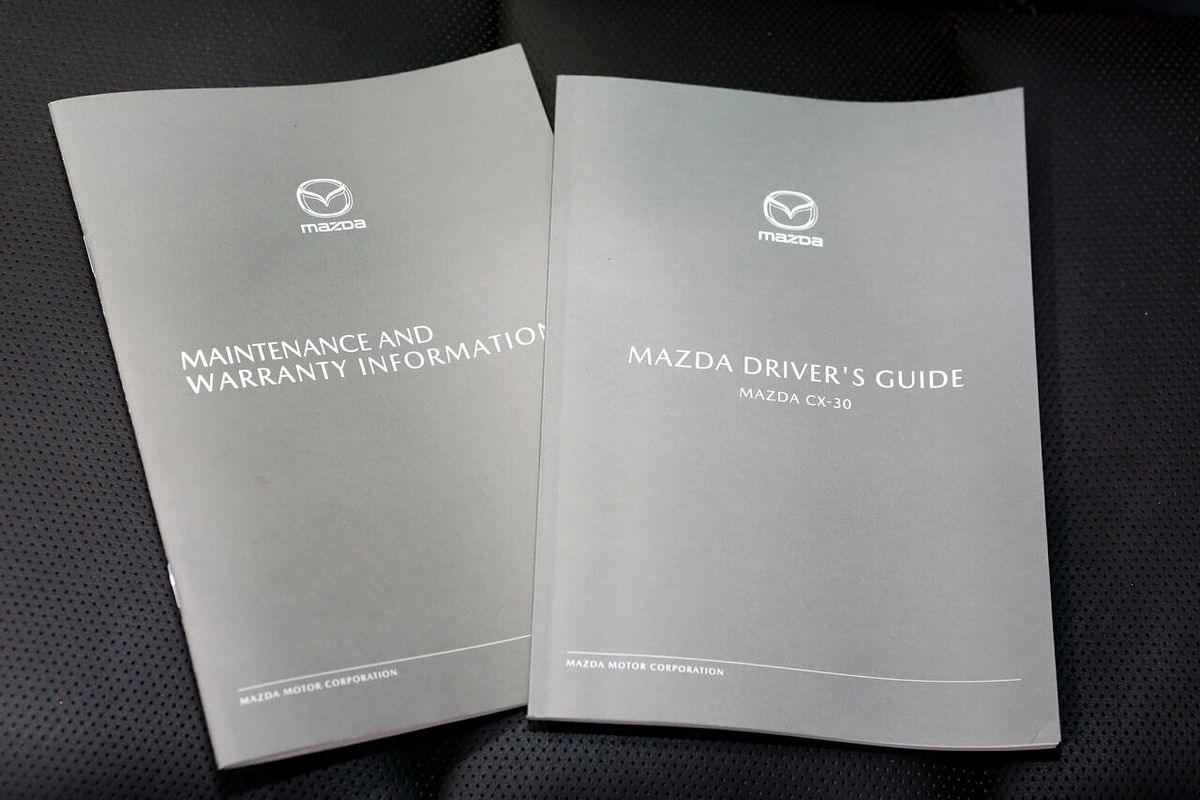 mazda
MAINTENANCE AND
WARRANTY INFORMATION
MAZDA MOTOR CORPORATION
mazda
MAZDA DRIVER'S GUIDE
MAZDA CX-30
MAZDA MOTOR CORPORATION